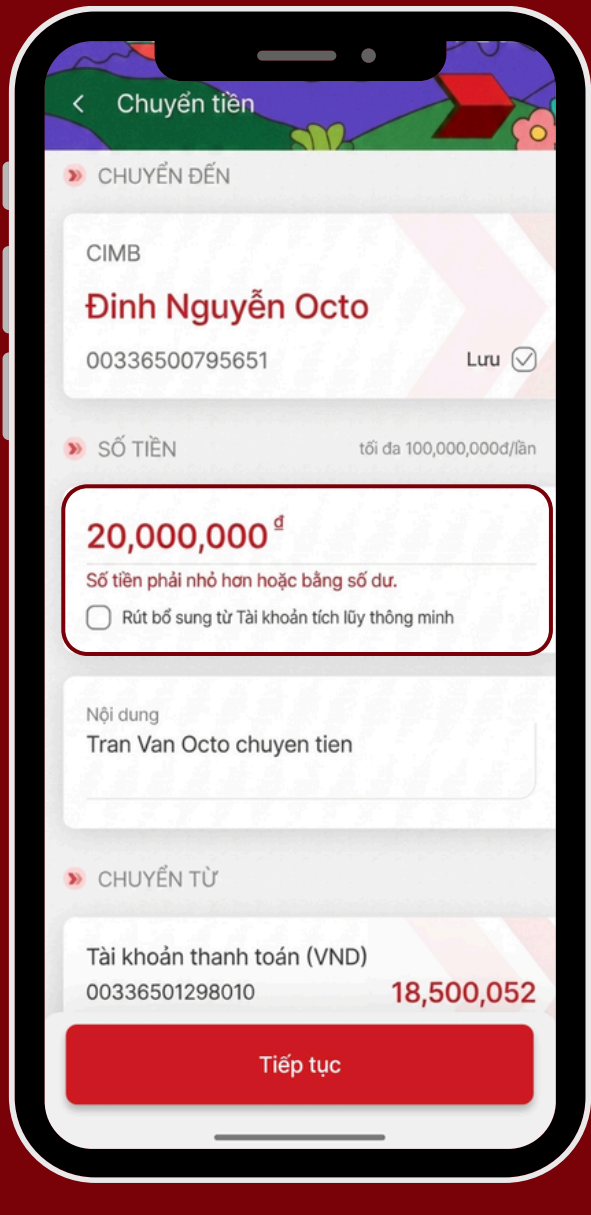 Chuyển tiền
CHUYỂN ĐẾN
CIMB
Đinh Nguyễn Octo
00336500795651
Lưu
SỐ TIỀN
tối đa 100,000,000đ/lần
20,000,000 đ
Số tiền phải nhỏ hơn hoặc bằng số dư.
Rút bổ sung từ Tài khoản tích lũy thông minh
Nội dung
Tran Van Octo chuyen tien
CHUYỂN TỪ
Tài khoản thanh toán (VND)
00336501298010
18,500,052
Tiếp tục